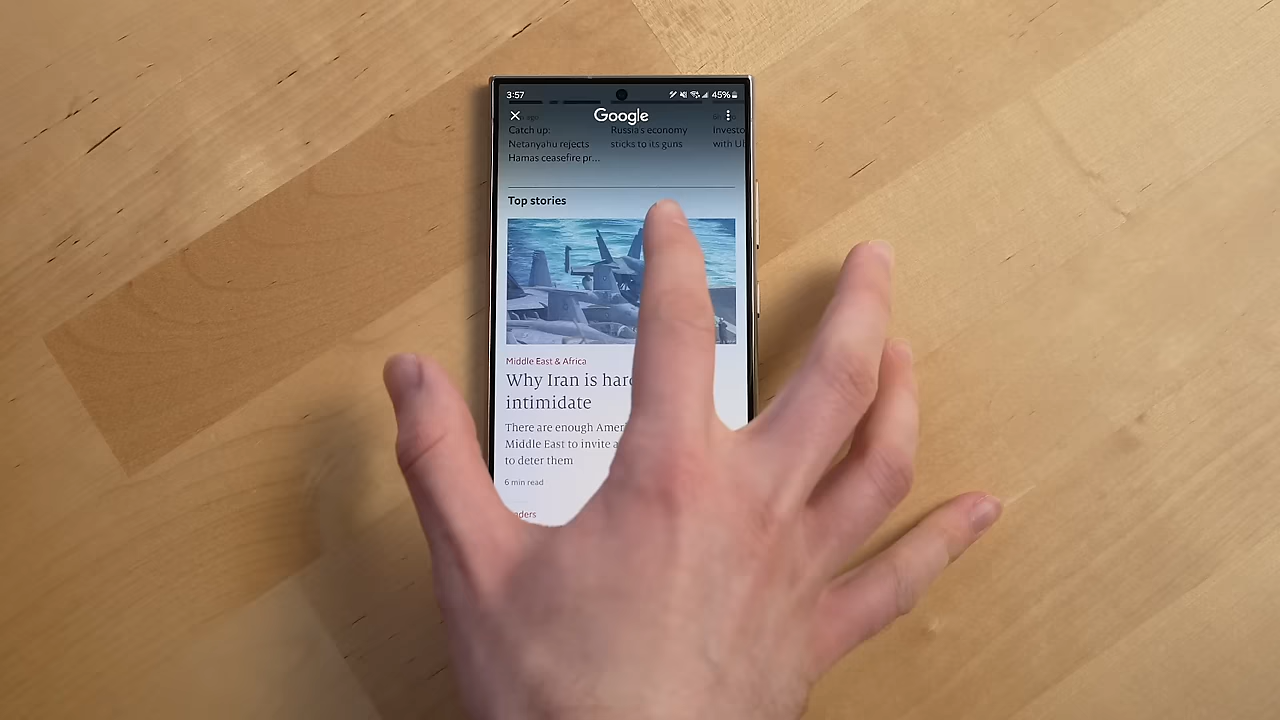 3:57
45%
Google
ago
Catch up:
Netanyahu rejects
Hamas ceasefire pr...
Russia's economy
sticks to its guns
Investo
with U
Top stories
Middle East & Africa
Why Iran is hard
intimidate
There are enough Amer
Middle East to invite a
to deter them
6 min read
ders